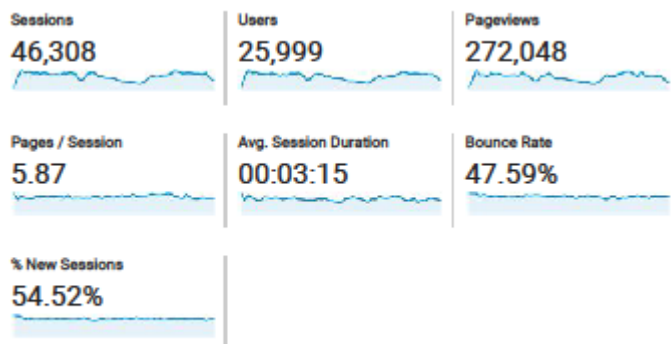 Sessions
46,308
Users
25,999
Pageviews
272,048
Pages / Session
5.87
Avg. Session Duration
00:03:15
Bounce Rate
47.59%
% New Sessions
54.52%